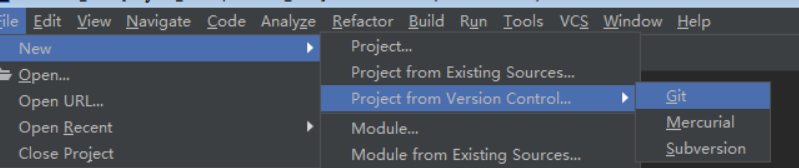 File Edit View Navigate Code Analyze Refactor Build Run Tools VCS Window Help
New
Project...
Open...
Project from Existing Sources...
Open URL...
Project from Version Control...
Git
Open Recent
Module...
Mercurial
Close Project
Module from Existing Sources...
Subversion